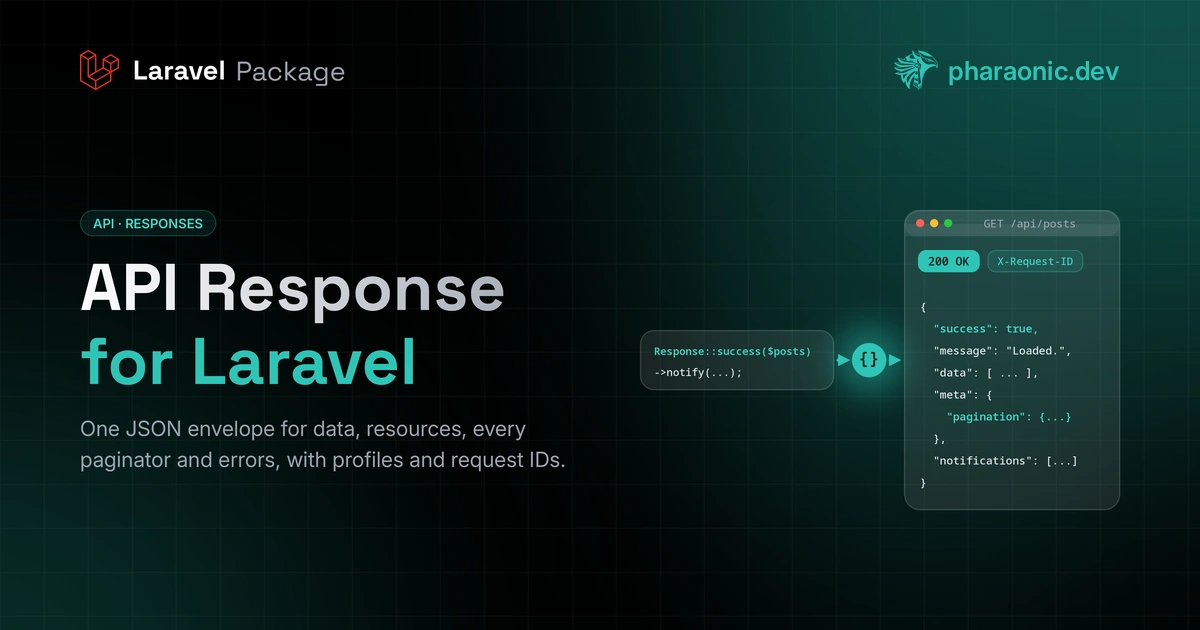 Laravel Package
pharaonic.dev
API · RESPONSES
API Response
for Laravel
One JSON envelope for data, resources, every
paginator and errors, with profiles and request IDs.
Response::success($posts)
->notify(...);
{}
GET /api/posts
200 OK
X-Request-ID
{
"success": true,
"message": "Loaded.",
"data": [ ... ],
"meta": {
"pagination": {...}
},
"notifications": [...]
}